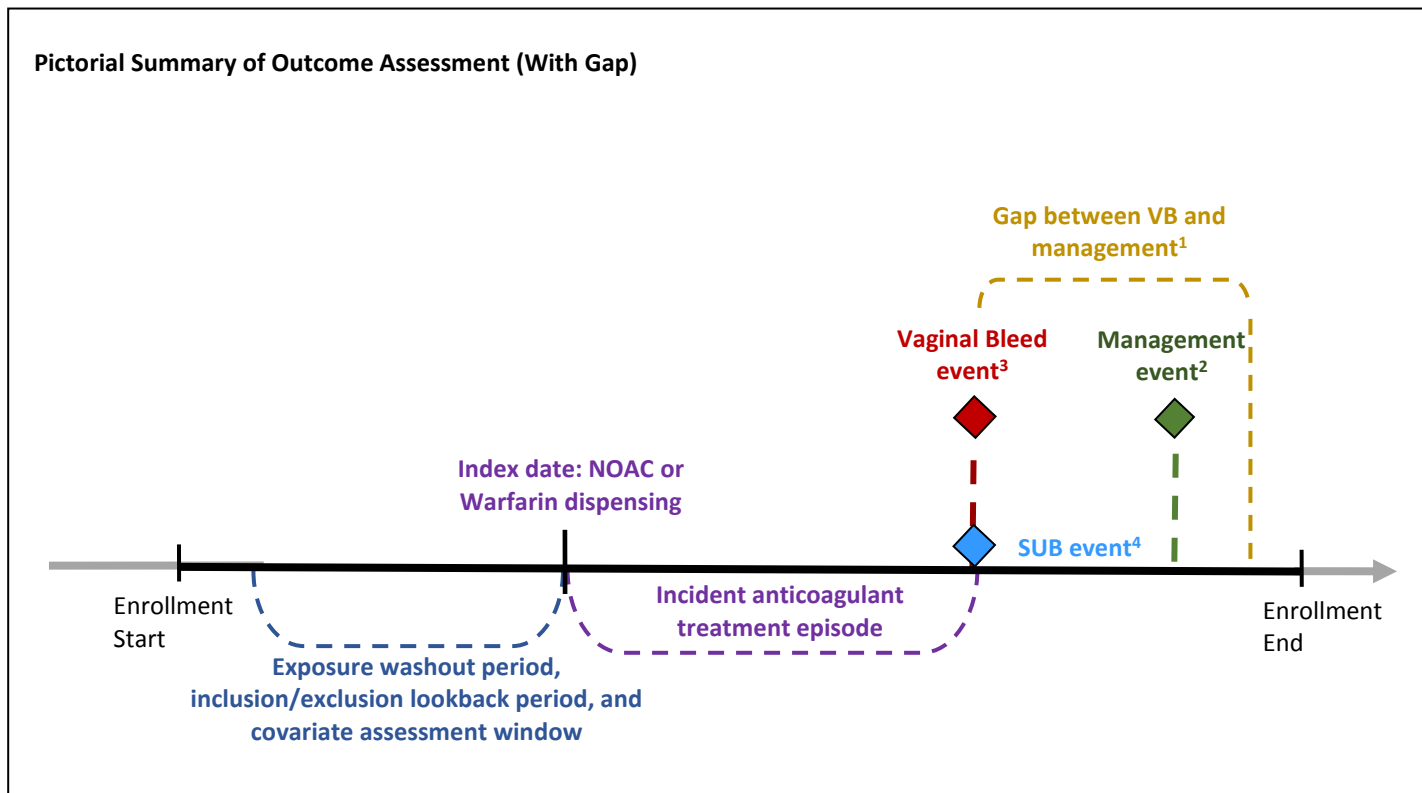 Pictorial Summary of Outcome Assessment (With Gap)
Gap between VB and
management1
Vaginal Bleed
event3
Management
event2
Index date: NOAC or
Warfarin dispensing
SUB event4
Enrollment
Start
Incident anticoagulant
treatment episode
Enrollment
End
Exposure washout period,
inclusion/exclusion lookback period, and
covariate assessment window